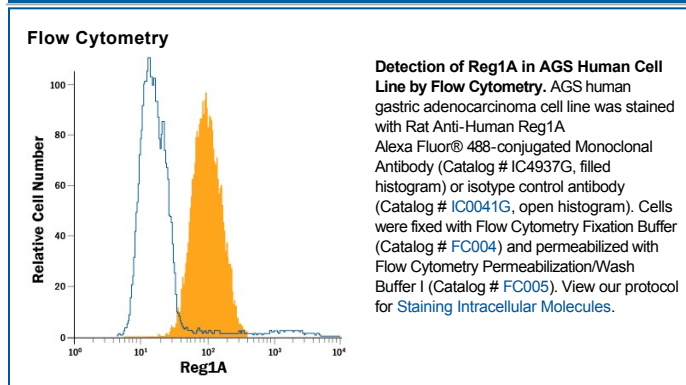 Flow Cytometry
100
80
60
40
20
0
Relative Cell Number
10⁰ 10¹ 10² 10³ 10⁴
Reg1A
Detection of Reg1A in AGS Human Cell
Line by Flow Cytometry. AGS human
gastric adenocarcinoma cell line was stained
with Rat Anti-Human Reg1A
Alexa Fluor® 488-conjugated Monoclonal
Antibody (Catalog # IC4937G, filled
histogram) or isotype control antibody
(Catalog # IC0041G, open histogram). Cells
were fixed with Flow Cytometry Fixation Buffer
(Catalog # FC004) and permeabilized with
Flow Cytometry Permeabilization/Wash
Buffer I (Catalog # FC005). View our protocol
for Staining Intracellular Molecules.